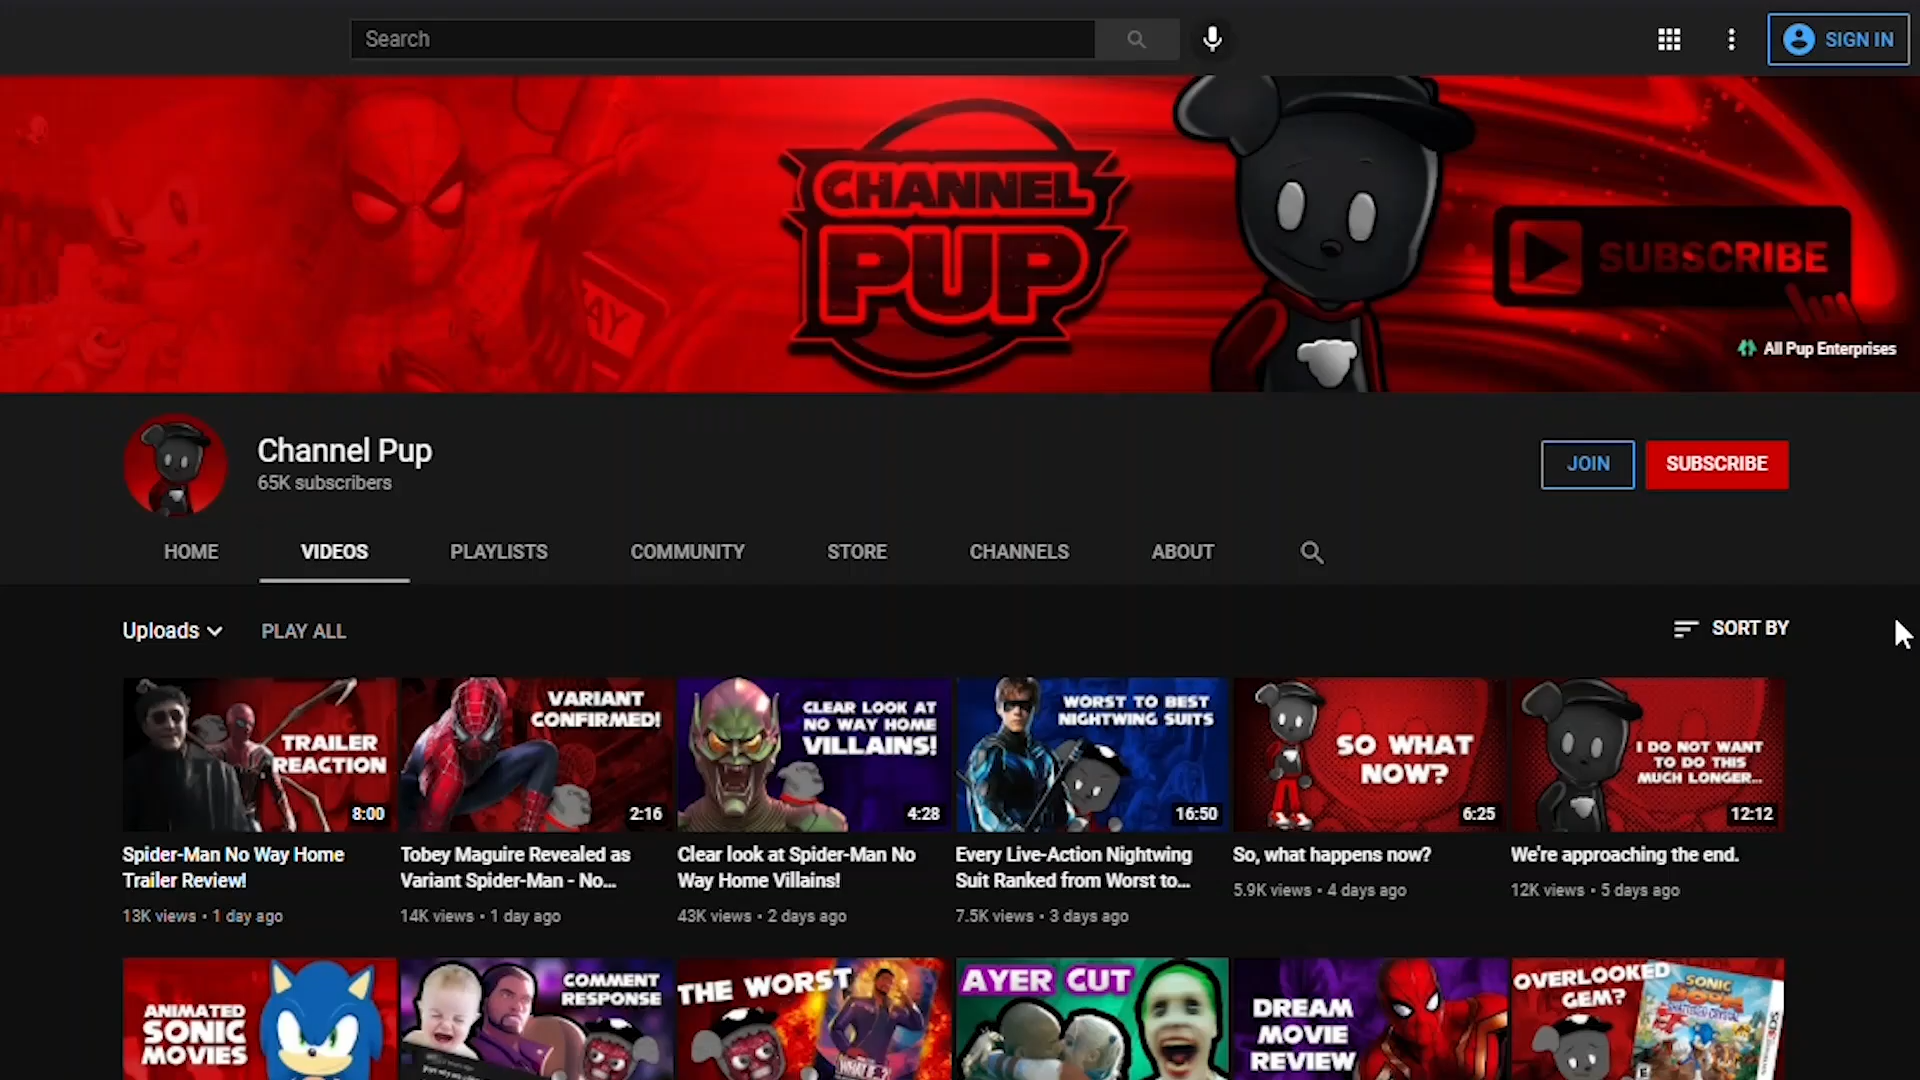 Search
SIGN IN
CHANNEL
PUP
SUBSCRIBE
All Pup Enterprises
Channel Pup
65K subscribers
JOIN
SUBSCRIBE
HOME
VIDEOS
PLAYLISTS
COMMUNITY
STORE
CHANNELS
ABOUT
Uploads
PLAY ALL
SORT BY
TRAILER
REACTION
8:00
VARIANT
CONFIRMED!
2:16
CLEAR LOOK AT
NO WAY HOME
VILLAINS!
4:28
WORST TO BEST
NIGHTWING SUITS
16:50
SO WHAT
NOW?
6:25
I DO NOT WANT
TO DO THIS
MUCH LONGER...
12:12
Spider-Man No Way Home
Trailer Review!
13K views • 1 day ago
Tobey Maguire Revealed as
Variant Spider-Man - No...
14K views • 1 day ago
Clear look at Spider-Man No
Way Home Villains!
43K views • 2 days ago
Every Live-Action Nightwing
Suit Ranked from Worst to...
7.5K views • 3 days ago
So, what happens now?
5.9K views • 4 days ago
We're approaching the end.
12K views • 5 days ago
ANIMATED
SONIC
MOVIES
COMMENT
RESPONSE
THE WORST
WHAT IF...?
AYER CUT
DREAM
MOVIE
REVIEW
OVERLOOKED
GEM?
SONIC
BOOM
3DS
E